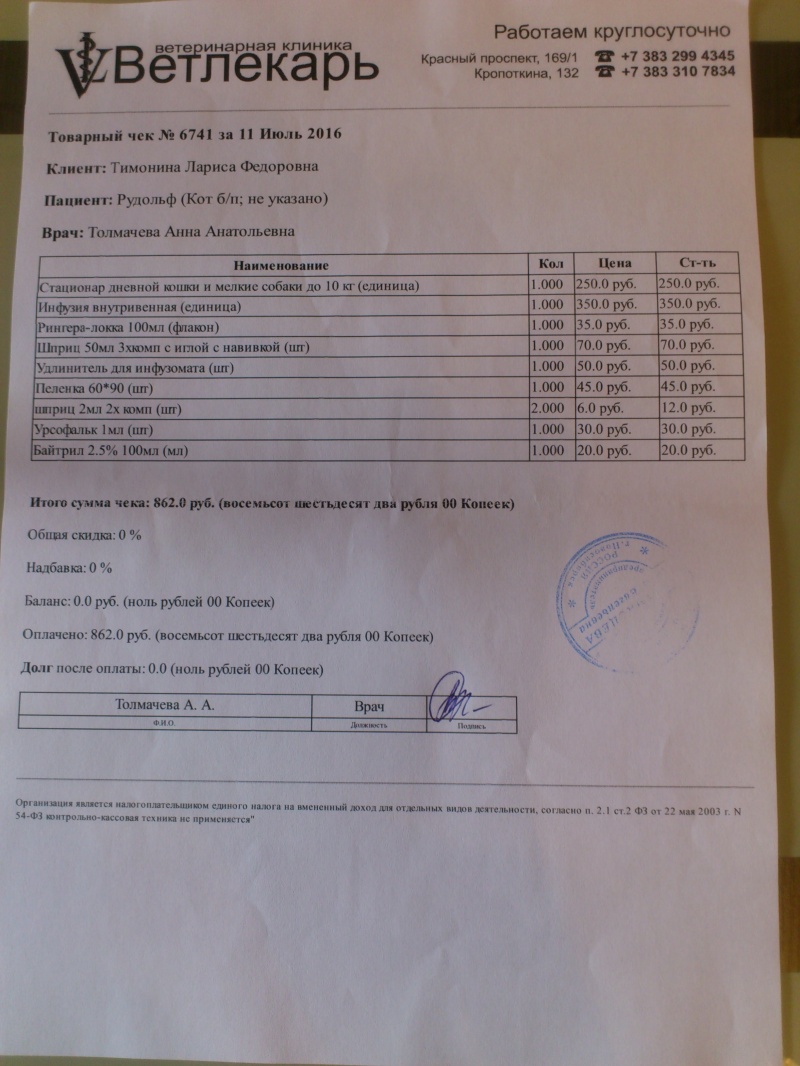 ветеринарная клиника
Ветлекарь
Работаем круглосуточно
Красный проспект, 169/1 ☎ +7 383 299 4345
Кропоткина, 132 ☎ +7 383 310 7834
Товарный чек № 6741 за 11 Июль 2016
Клиент: Тимонина Лариса Федоровна
Пациент: Рудольф (Кот б/п; не указано)
Врач: Толмачева Анна Анатольевна
Наименование Кол Цена Ст-ть
Стационар дневной кошки и мелкие собаки до 10 кг (единица) 1.000 250.0 руб. 250.0 руб.
Инфузия внутривенная (единица) 1.000 350.0 руб. 350.0 руб.
Рингера-локка 100мл (флакон) 1.000 35.0 руб. 35.0 руб.
Шприц 50мл 3хкомп с иглой с навивкой (шт) 1.000 70.0 руб. 70.0 руб.
Удлинитель для инфузомата (шт) 1.000 50.0 руб. 50.0 руб.
Пеленка 60*90 (шт) 1.000 45.0 руб. 45.0 руб.
шприц 2мл 2х комп (шт) 2.000 6.0 руб. 12.0 руб.
Урсофальк 1мл (шт) 1.000 30.0 руб. 30.0 руб.
Байтрил 2.5% 100мл (мл) 1.000 20.0 руб. 20.0 руб.
Итого сумма чека: 862.0 руб. (восемьсот шестьдесят два рубля 00 Копеек)
Общая скидка: 0 %
Надбавка: 0 %
Баланс: 0.0 руб. (ноль рублей 00 Копеек)
Оплачено: 862.0 руб. (восемьсот шестьдесят два рубля 00 Копеек)
Долг после оплаты: 0.0 (ноль рублей 00 Копеек)
Толмачева А. А. Врач
Ф.И.О. Должность Подпись
РОССИЯ
г.Новосибирск
Организация является налогоплательщиком единого налога на вмененный доход для отдельных видов деятельности, согласно п. 2.1 ст.2 ФЗ от 22 мая 2003 г. N
54-ФЗ контрольно-кассовая техника не применяется"